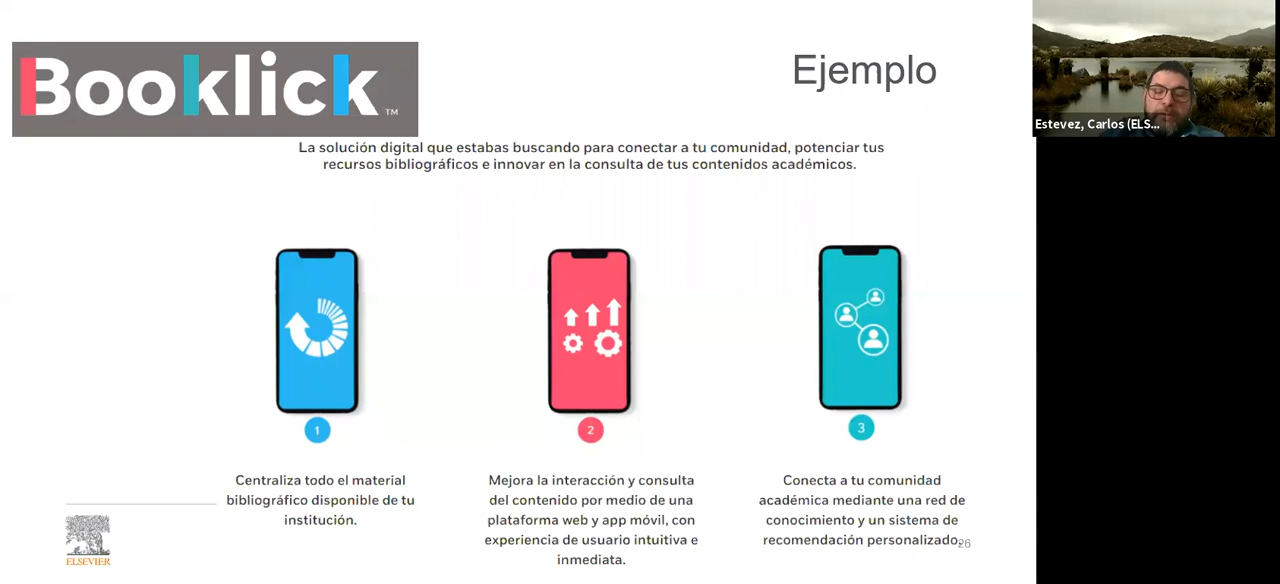 Booklick
TM
Ejemplo
Estevez, Carlos (ELS...
La solución digital que estabas buscando para conectar a tu comunidad, potenciar tus
recursos bibliográficos e innovar en la consulta de tus contenidos académicos.
1
2
3
Centraliza todo el material
bibliográfico disponible de tu
institución.
Mejora la interacción y consulta
del contenido por medio de una
plataforma web y app móvil, con
experiencia de usuario intuitiva e
inmediata.
Conecta a tu comunidad
académica mediante una red de
conocimiento y un sistema de
recomendación personalizado.
26
ELSEVIER